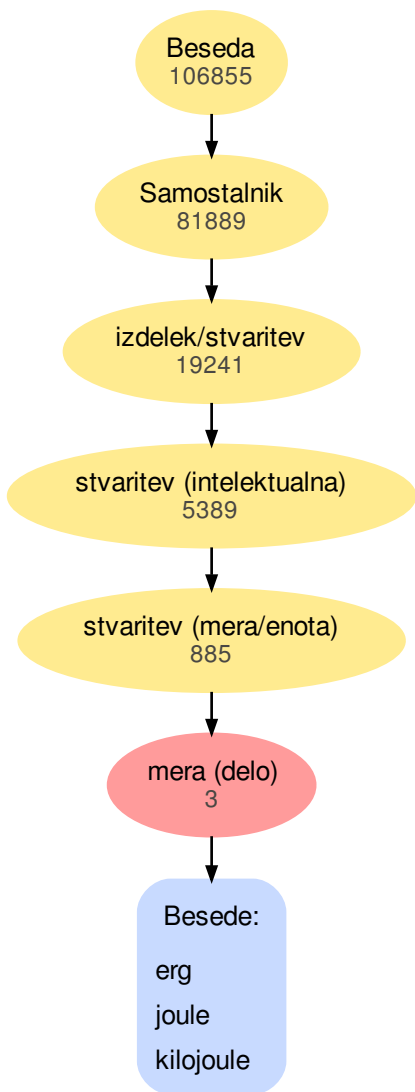 Beseda
106855
Samostalnik
81889
izdelek/stvaritev
19241
stvaritev (intelektualna)
5389
stvaritev (mera/enota)
885
mera (delo)
3
Besede:
erg
joule
kilojoule